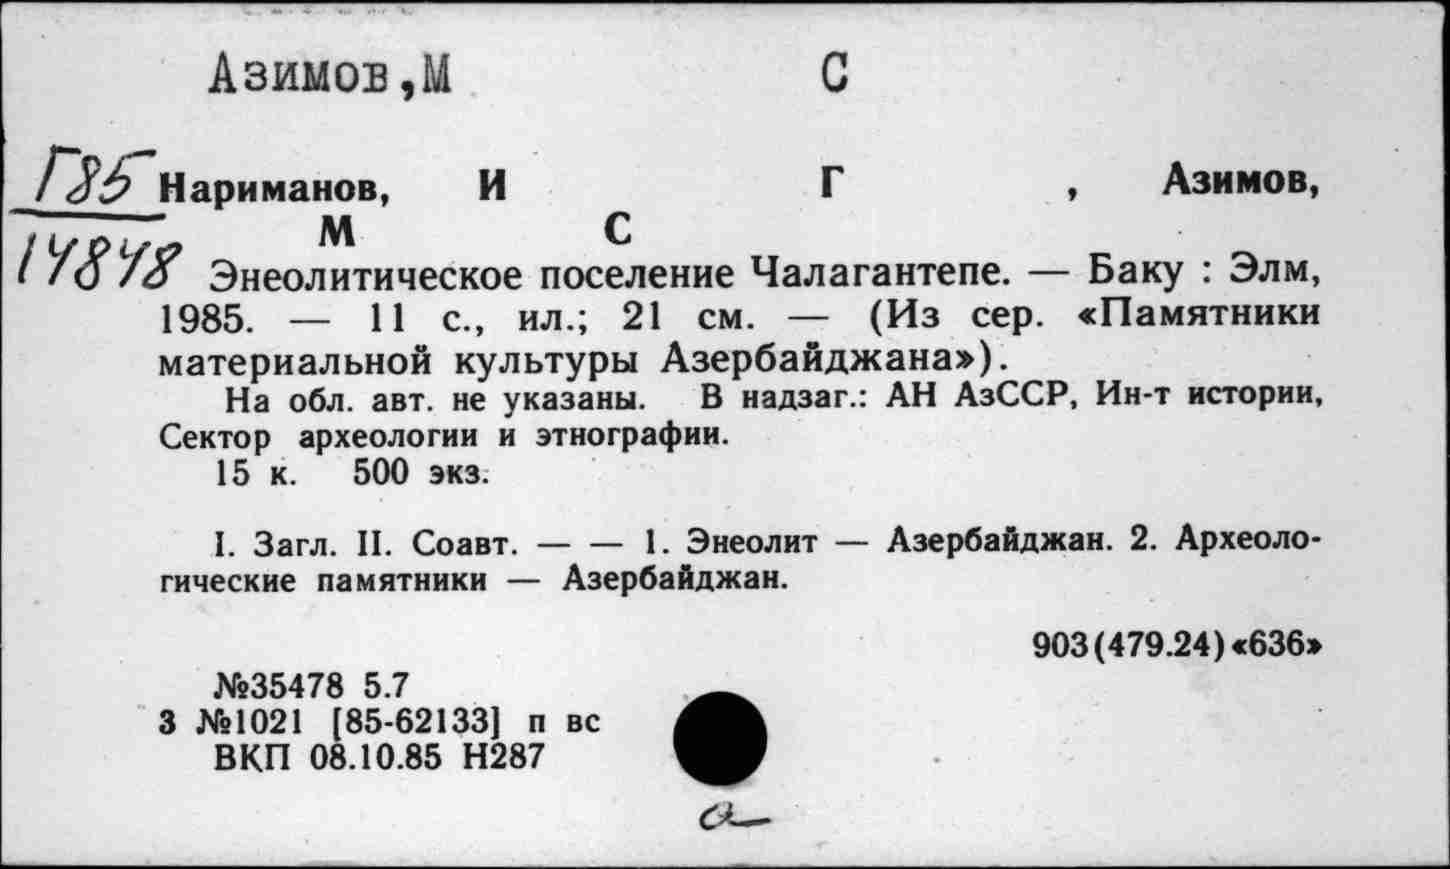 Азимов,М С
Г85 Нариманов, И Г , Азимов,
М С
14848 Энеолитическое поселение Чалагантепе. — Баку : Элм,
1985. — 11 с., ил.; 21 см. — (Из сер. «Памятники
материальной культуры Азербайджана»).
На обл. авт. не указаны. В надзаг.: АН АзССР, Ин-т истории,
Сектор археологии и этнографии.
15 к. 500 экз.
I. Загл. II. Соавт. — — 1. Энеолит — Азербайджан. 2. Археоло-
гические памятники — Азербайджан.
903(479.24)«636»
№35478 5.7
3 №1021 [85-62133] п вс
ВКП 08.10.85 Н287
а